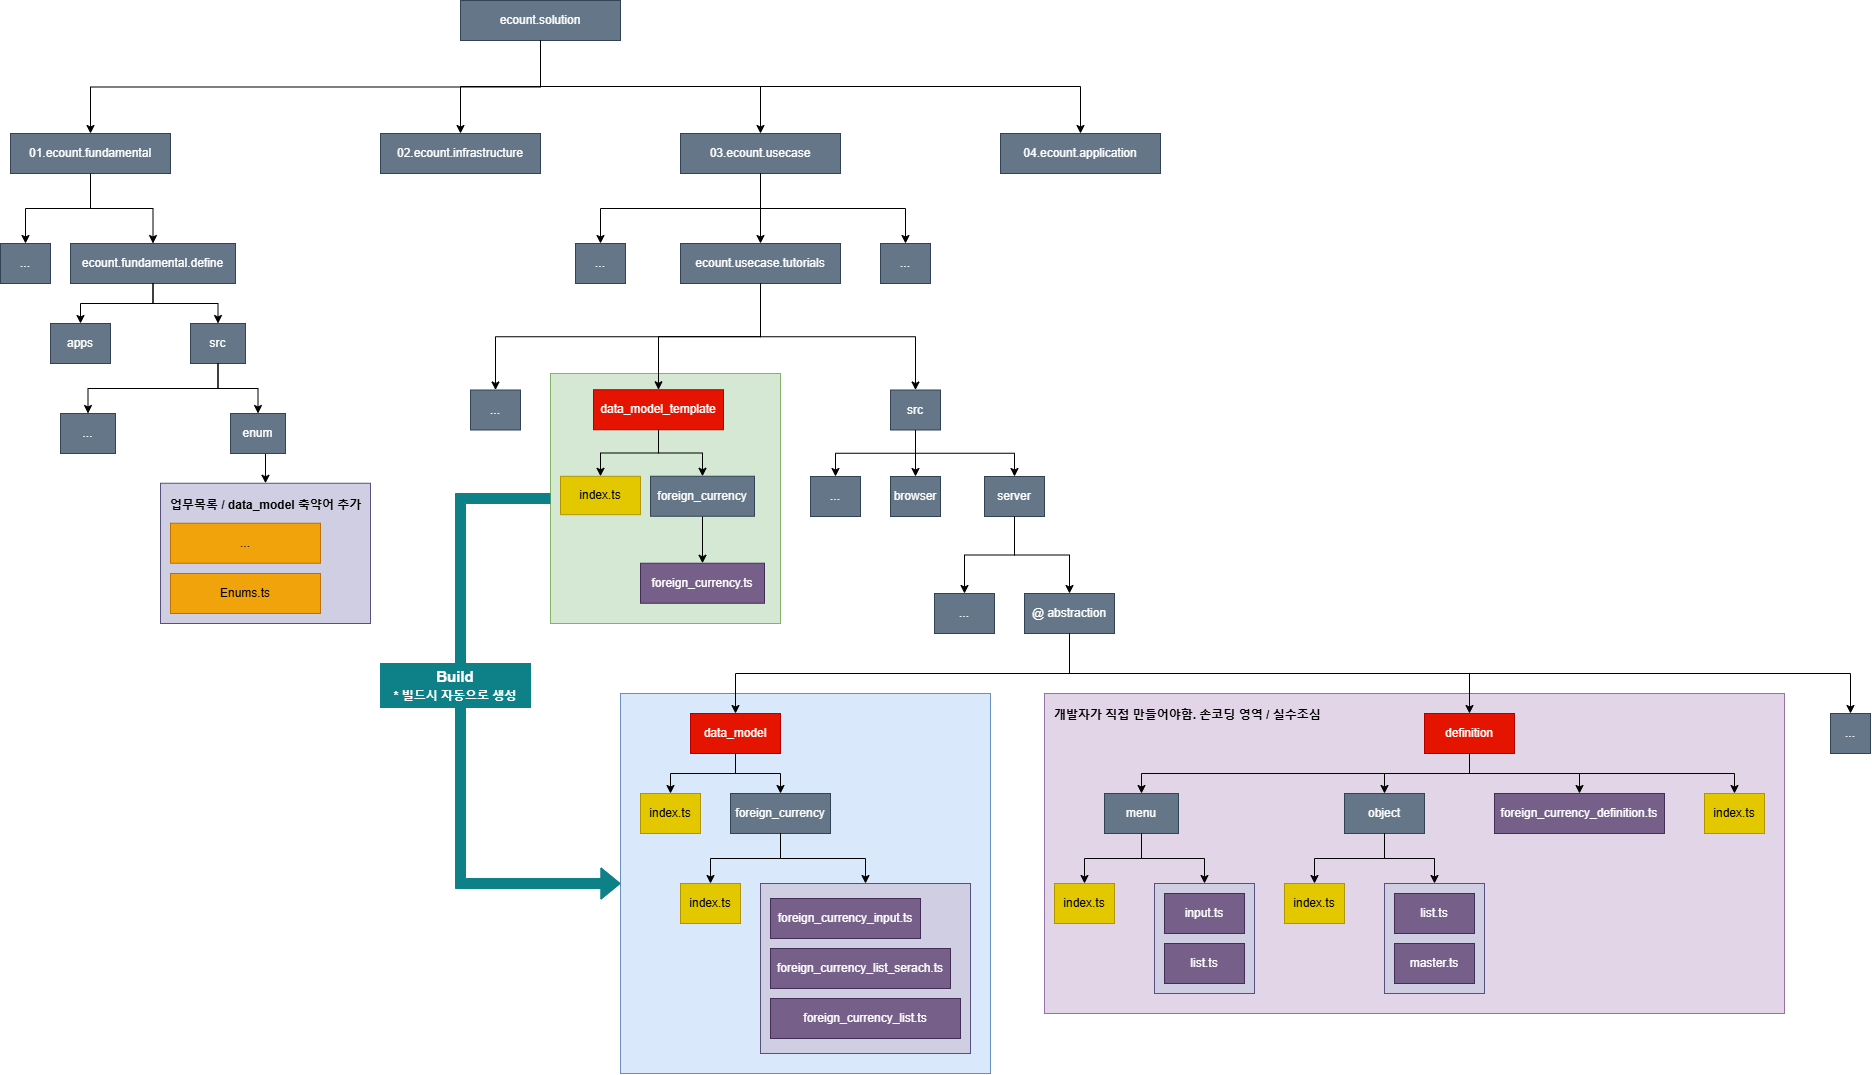 ecount.solution
01.ecount.fundamental
02.ecount.infrastructure
03.ecount.usecase
04.ecount.application
...
ecount.fundamental.define
...
ecount.usecase.tutorials
...
apps
src
...
data_model_template
src
...
enum
index.ts
foreign_currency
...
browser
server
업무목록 / data_model 축약어 추가
...
Enums.ts
foreign_currency.ts
...
@ abstraction
Build
* 빌드시 자동으로 생성
data_model
개발자가 직접 만들어야함. 손코딩 영역 / 실수조심
definition
...
index.ts
foreign_currency
menu
object
foreign_currency_definition.ts
index.ts
index.ts
foreign_currency_input.ts
foreign_currency_list_serach.ts
foreign_currency_list.ts
index.ts
input.ts
list.ts
index.ts
list.ts
master.ts